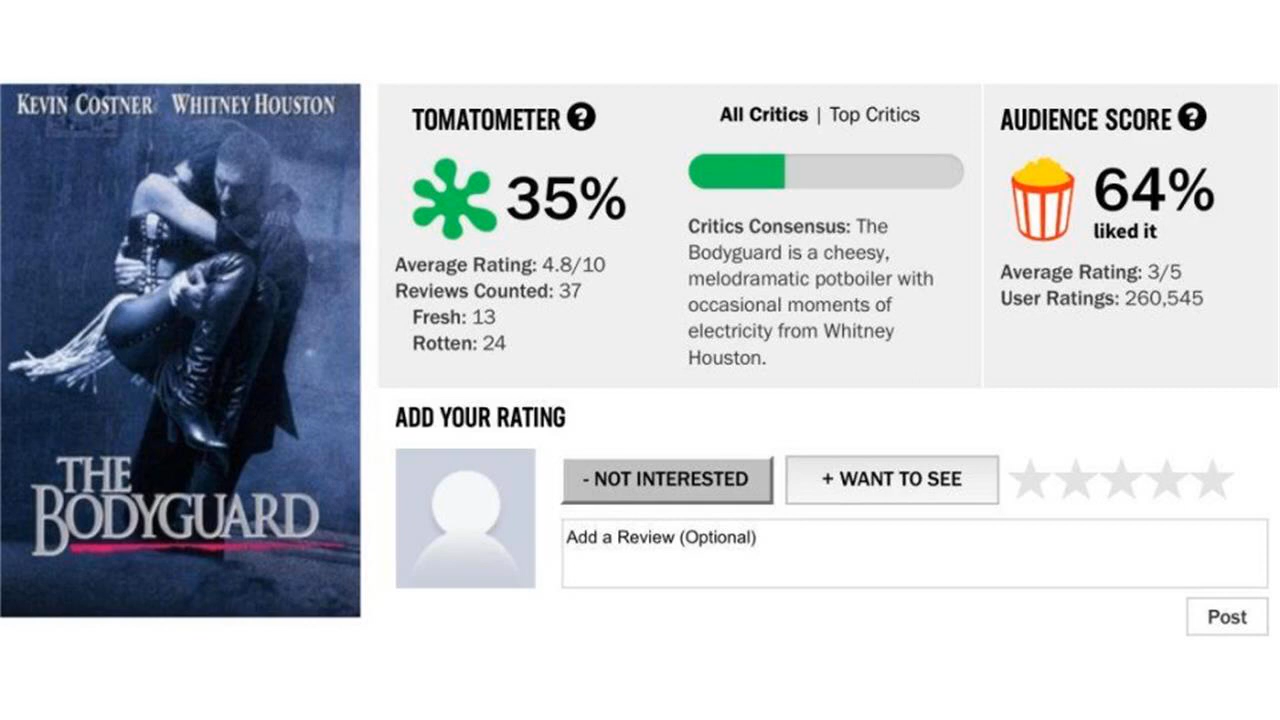 KEVIN COSTNER WHITNEY HOUSTON
THE
BODYGUARD
TOMATOMETER ?
35%
Average Rating: 4.8/10
Reviews Counted: 37
Fresh: 13
Rotten: 24
All Critics | Top Critics
Critics Consensus: The
Bodyguard is a cheesy,
melodramatic potboiler with
occasional moments of
electricity from Whitney
Houston.
AUDIENCE SCORE ?
64%
liked it
Average Rating: 3/5
User Ratings: 260,545
ADD YOUR RATING
- NOT INTERESTED
+ WANT TO SEE
Add a Review (Optional)
Post